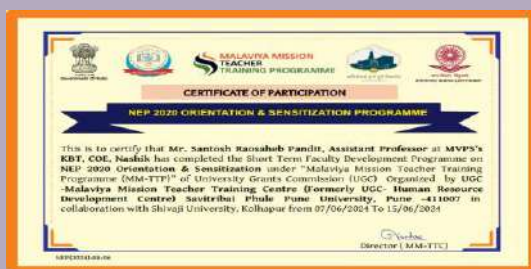 MALAVIYA MISSION
TEACHER
TRAINING PROGRAMME
CERTIFICATE OF PARTICIPATION
NEP 2020 ORIENTATION & SENSITIZATION PROGRAMME
This is to certify that Mr. Santosh Raosaheb Pandit, Assistant Professor at MVPS's
KBT, COE, Nashik has completed the Short Term Faculty Development Programme on
NEP 2020 Orientation & Sensitization under "Malaviya Mission Teacher Training
Programme (MM-TTP)" of University Grants Commission (UGC) Organized by UGC
-Malaviya Mission Teacher Training Centre (Formerly UGC- Human Resource
Development Centre) Savitribai Phule Pune University, Pune -411007 in
collaboration with Shivaji University, Kolhapur from 07/06/2024 To 15/06/2024
Director ( MM-TTC)